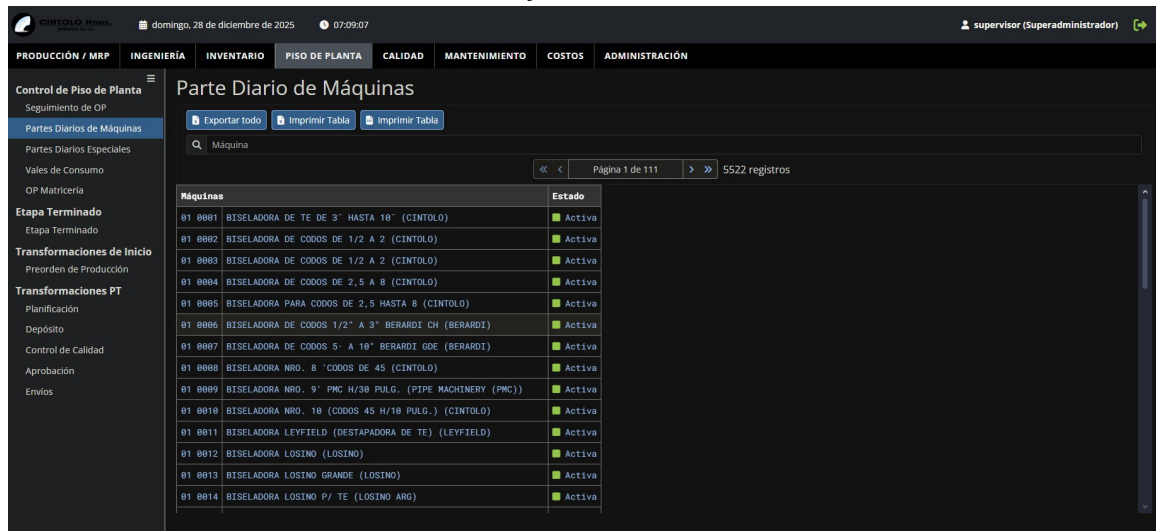 CINTOLO Hnos.
domingo, 28 de diciembre de 2025
07:09:07
supervisor (Superadministrador)
PRODUCCIÓN / MRP
INGENIERÍA
INVENTARIO
PISO DE PLANTA
CALIDAD
MANTENIMIENTO
COSTOS
ADMINISTRACIÓN
Control de Piso de Planta
Seguimiento de OP
Partes Diarios de Máquinas
Partes Diarios Especiales
Vales de Consumo
OP Matricería
Etapa Terminado
Etapa Terminado
Transformaciones de Inicio
Preorden de Producción
Transformaciones PT
Planificación
Depósito
Control de Calidad
Aprobación
Envíos
Parte Diario de Máquinas
Exportar todo
Imprimir Tabla
Imprimir Tabla
Máquina
Página 1 de 111
5522 registros
Máquinas Estado
01 0001 BISELADORA DE TE DE 3¨ HASTA 10¨ (CINTOLO) Activa
01 0002 BISELADORA DE CODOS DE 1/2 A 2 (CINTOLO) Activa
01 0003 BISELADORA DE CODOS DE 1/2 A 2 (CINTOLO) Activa
01 0004 BISELADORA DE CODOS DE 2,5 A 8 (CINTOLO) Activa
01 0005 BISELADORA PARA CODOS DE 2,5 HASTA 8 (CINTOLO) Activa
01 0006 BISELADORA DE CODOS 1/2" A 3" BERARDI CH (BERARDI) Activa
01 0007 BISELADORA DE CODOS 5- A 10" BERARDI GDE (BERARDI) Activa
01 0008 BISELADORA NRO. 8 'CODOS DE 45 (CINTOLO) Activa
01 0009 BISELADORA NRO. 9' PMC H/30 PULG. (PIPE MACHINERY (PMC)) Activa
01 0010 BISELADORA NRO. 10 (CODOS 45 H/10 PULG.) (CINTOLO) Activa
01 0011 BISELADORA LEYFIELD (DESTAPADORA DE TE) (LEYFIELD) Activa
01 0012 BISELADORA LOSINO (LOSINO) Activa
01 0013 BISELADORA LOSINO GRANDE (LOSINO) Activa
01 0014 BISELADORA LOSINO P/ TE (LOSINO ARG) Activa